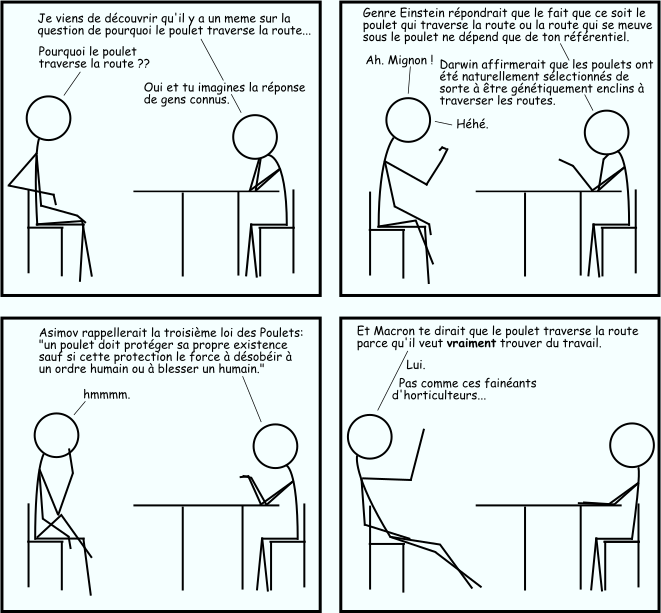 Je viens de découvrir qu'il y a un meme sur la
question de pourquoi le poulet traverse la route...
Pourquoi le poulet
traverse la route ??
Oui et tu imagines la réponse
de gens connus.
Genre Einstein répondrait que le fait que ce soit le
poulet qui traverse la route ou la route qui se meuve
sous le poulet ne dépend que de ton référentiel.
Ah. Mignon !
Darwin affirmerait que les poulets ont
été naturellement sélectionnés de
sorte à être génétiquement enclins à
traverser les routes.
Héhé.
Asimov rappellerait la troisième loi des Poulets:
"un poulet doit protéger sa propre existence
sauf si cette protection le force à désobéir à
un ordre humain ou à blesser un humain."
hmmmm.
Et Macron te dirait que le poulet traverse la route
parce qu'il veut vraiment trouver du travail.
Lui.
Pas comme ces fainéants
d'horticulteurs...